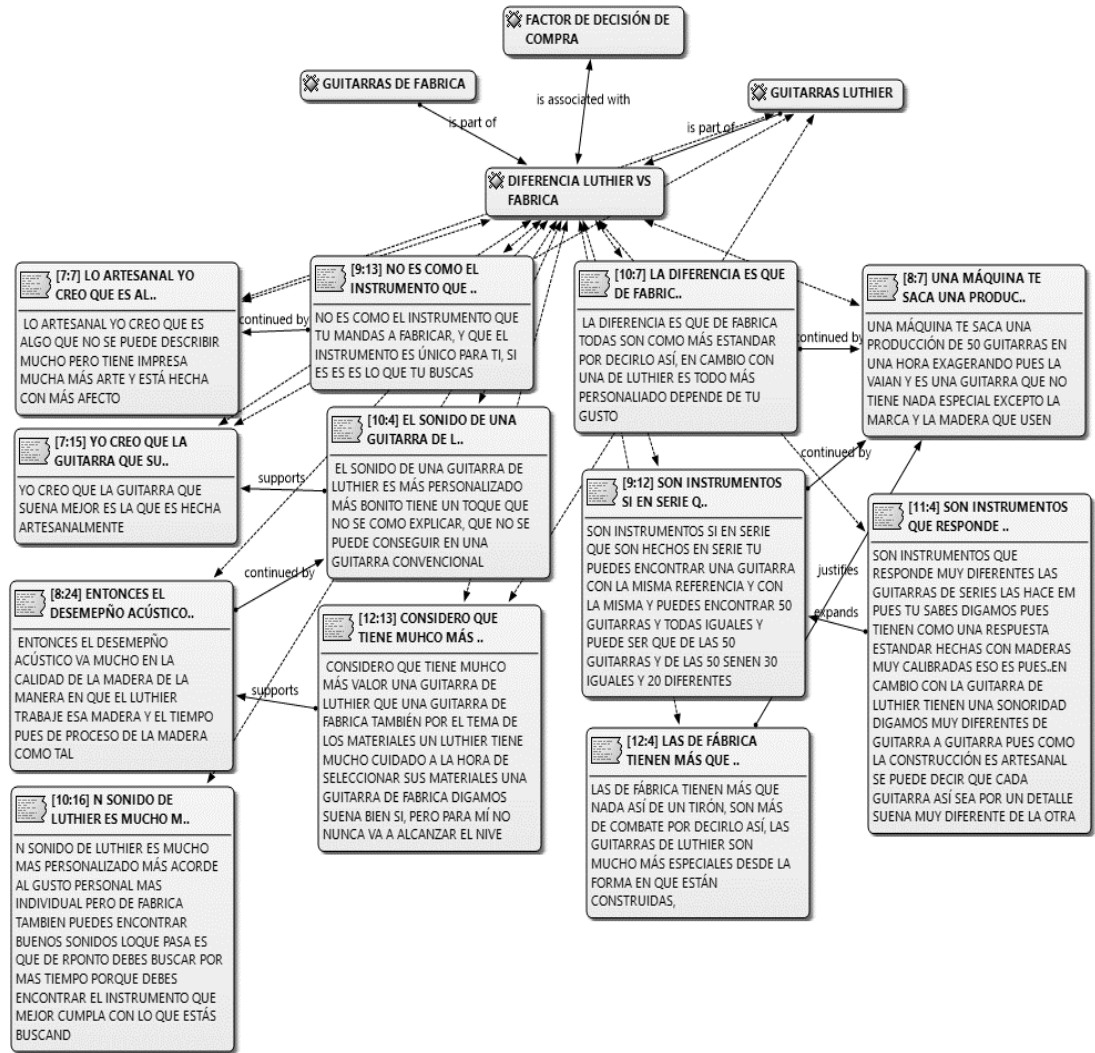 FACTOR DE DECISIÓN DE
COMPRA
GUITARRAS DE FABRICA
GUITARRAS LUTHIER
is associated with
is part of
is part of
DIFERENCIA LUTHIER VS
FABRICA
[7:7] LO ARTESANAL YO
CREO QUE ES AL..
LO ARTESANAL YO CREO QUE ES
ALGO QUE NO SE PUEDE DESCRIBIR
MUCHO PERO TIENE IMPRESA
MUCHA MÁS ARTE Y ESTÁ HECHA
CON MÁS AFECTO
continued by
[9:13] NO ES COMO EL
INSTRUMENTO QUE ..
NO ES COMO EL INSTRUMENTO QUE
TU MANDAS A FABRICAR, Y QUE EL
INSTRUMENTO ES ÚNICO PARA TI, SI
ES ES ES LO QUE TU BUSCAS
[10:7] LA DIFERENCIA ES QUE
DE FABRIC..
LA DIFERENCIA ES QUE DE FABRICA
TODAS SON COMO MÁS ESTANDAR
POR DECIRLO ASÍ, EN CAMBIO CON
UNA DE LUTHIER ES TODO MÁS
PERSONALIADO DEPENDE DE TU
GUSTO
continued by
[8:7] UNA MÁQUINA TE
SACA UNA PRODUC..
UNA MÁQUINA TE SACA UNA
PRODUCCIÓN DE 50 GUITARRAS EN
UNA HORA EXAGERANDO PUES LA
VAIAN Y ES UNA GUITARRA QUE NO
TIENE NADA ESPECIAL EXCEPTO LA
MARCA Y LA MADERA QUE USEN
[7:15] YO CREO QUE LA
GUITARRA QUE SU..
YO CREO QUE LA GUITARRA QUE
SUENA MEJOR ES LA QUE ES HECHA
ARTESANALMENTE
supports
[10:4] EL SONIDO DE UNA
GUITARRA DE L..
EL SONIDO DE UNA GUITARRA DE
LUTHIER ES MÁS PERSONALIZADO
MÁS BONITO TIENE UN TOQUE QUE
NO SE COMO EXPLICAR, QUE NO SE
PUEDE CONSEGUIR EN UNA
GUITARRA CONVENCIONAL
continued by
[9:12] SON INSTRUMENTOS
SI EN SERIE Q..
SON INSTRUMENTOS SI EN SERIE
QUE SON HECHOS EN SERIE TU
PUEDES ENCONTRAR UNA GUITARRA
CON LA MISMA REFERENCIA Y CON
LA MISMA Y PUEDES ENCONTRAR 50
GUITARRAS Y TODAS IGUALES Y
PUEDE SER QUE DE LAS 50
GUITARRAS Y DE LAS 50 SENEN 30
IGUALES Y 20 DIFERENTES
justifies
expands
[11:4] SON INSTRUMENTOS
QUE RESPONDE ..
SON INSTRUMENTOS QUE
RESPONDE MUY DIFERENTES LAS
GUITARRAS DE SERIES LAS HACE EM
PUES TU SABES DIGAMOS PUES
TIENEN COMO UNA RESPUESTA
ESTANDAR HECHAS CON MADERAS
MUY CALIBRADAS ESO ES PUES..EN
CAMBIO CON LA GUITARRA DE
LUTHIER TIENEN UNA SONORIDAD
DIGAMOS MUY DIFERENTES DE
GUITARRA A GUITARRA PUES COMO
LA CONSTRUCCIÓN ES ARTESANAL
SE PUEDE DECIR QUE CADA
GUITARRA ASÍ SEA POR UN DETALLE
SUENA MUY DIFERENTE DE LA OTRA
[8:24] ENTONCES EL
DESEMEPÑO ACÚSTICO..
ENTONCES EL DESEMEPÑO
ACÚSTICO VA MUCHO EN LA
CALIDAD DE LA MADERA DE LA
MANERA EN QUE EL LUTHIER
TRABAJE ESA MADERA Y EL TIEMPO
PUES DE PROCESO DE LA MADERA
COMO TAL
continued by
supports
[12:13] CONSIDERO QUE
TIENE MUHCO MÁS ..
CONSIDERO QUE TIENE MUHCO
MÁS VALOR UNA GUITARRA DE
LUTHIER QUE UNA GUITARRA DE
FABRICA TAMBIÉN POR EL TEMA DE
LOS MATERIALES UN LUTHIER TIENE
MUCHO CUIDADO A LA HORA DE
SELECCIONAR SUS MATERIALES UNA
GUITARRA DE FABRICA DIGAMOS
SUENA BIEN SI, PERO PARA MÍ NO
NUNCA VA A ALCANZAR EL NIVE
[12:4] LAS DE FÁBRICA
TIENEN MÁS QUE ..
LAS DE FÁBRICA TIENEN MÁS QUE
NADA ASÍ DE UN TIRÓN, SON MÁS
DE COMBATE POR DECIRLO ASÍ, LAS
GUITARRAS DE LUTHIER SON
MUCHO MÁS ESPECIALES DESDE LA
FORMA EN QUE ESTÁN
CONSTRUIDAS,
[10:16] N SONIDO DE
LUTHIER ES MUCHO M..
N SONIDO DE LUTHIER ES MUCHO
MAS PERSONALIZADO MÁS ACORDE
AL GUSTO PERSONAL MAS
INDIVIDUAL PERO DE FABRICA
TAMBIEN PUEDES ENCONTRAR
BUENOS SONIDOS LOQUE PASA ES
QUE DE RPONTO DEBES BUSCAR POR
MAS TIEMPO PORQUE DEBES
ENCONTRAR EL INSTRUMENTO QUE
MEJOR CUMPLA CON LO QUE ESTÁS
BUSCAND